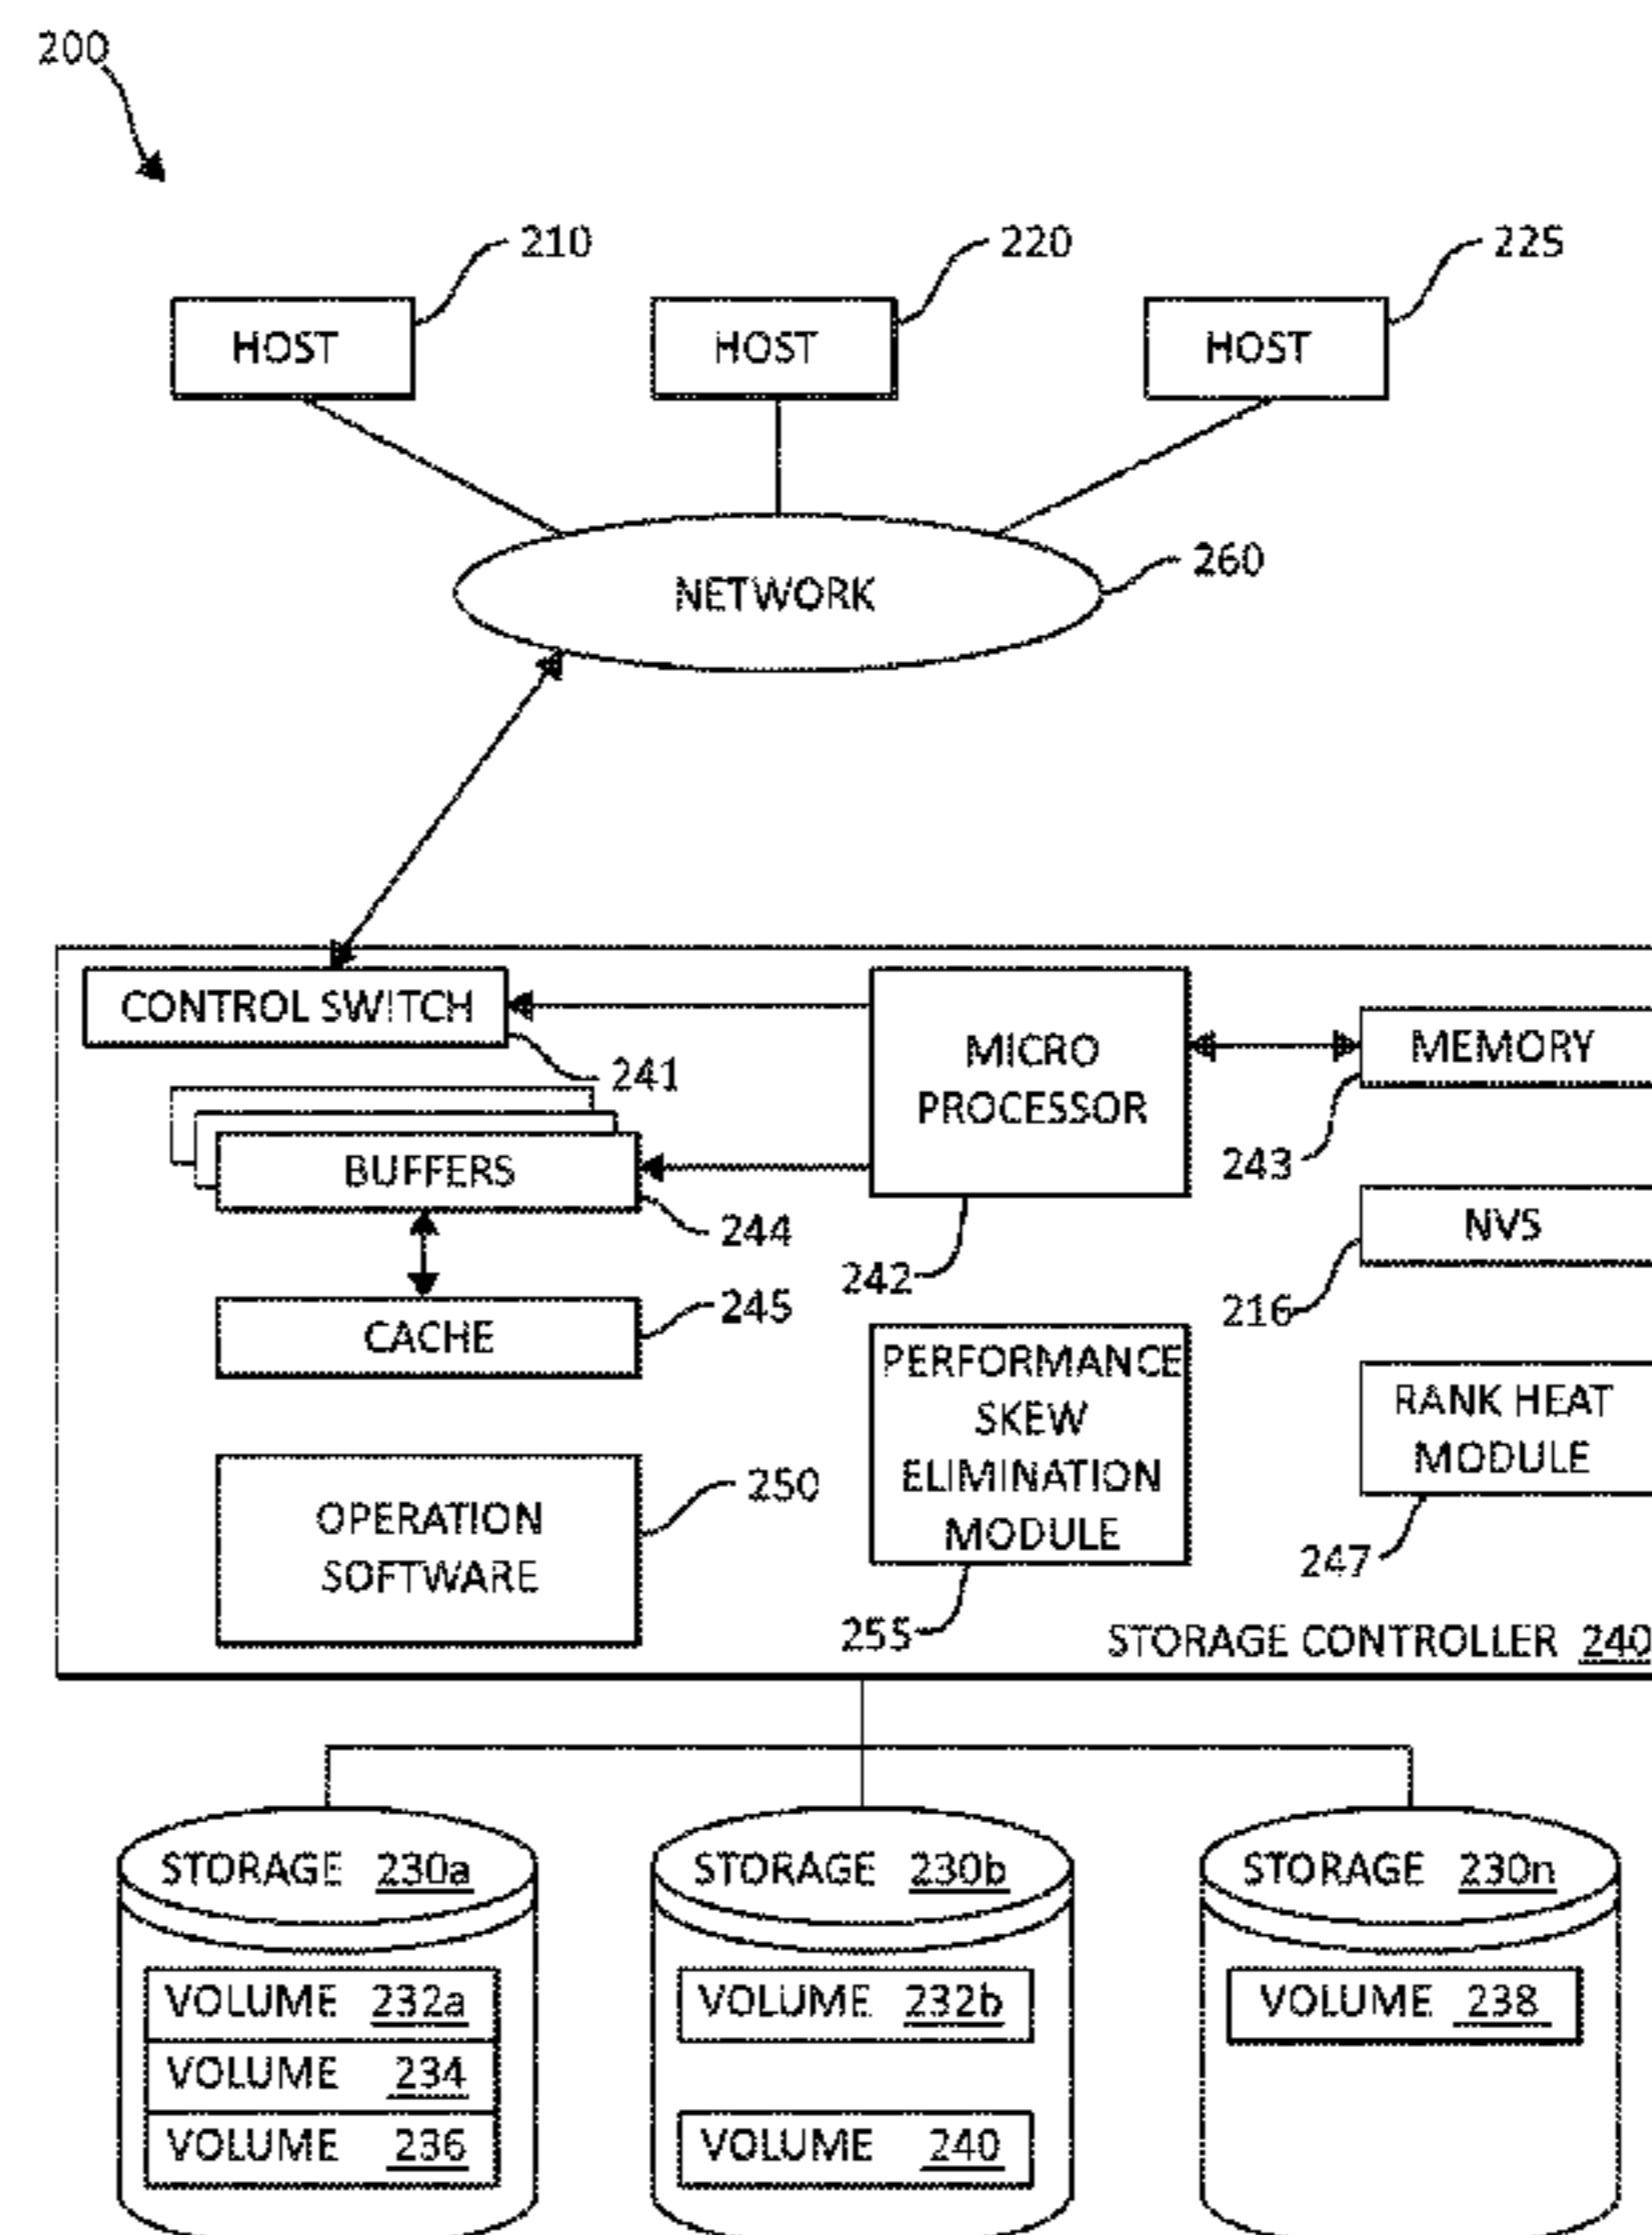 200
210
220
225
HOST
HOST
HOST
260
NETWORK
CONTROL SWITCH
241
MICRO
PROCESSOR
MEMORY
243
BUFFERS
244
242
NVS
216
245
CACHE
PERFORMANCE
SKEW
ELIMINATION
MODULE
RANK HEAT
MODULE
250
OPERATION
SOFTWARE
247
255
STORAGE CONTROLLER 240
STORAGE 230a
STORAGE 230b
STORAGE 230n
VOLUME 232a
VOLUME 232b
VOLUME 238
VOLUME 234
VOLUME 236
VOLUME 240